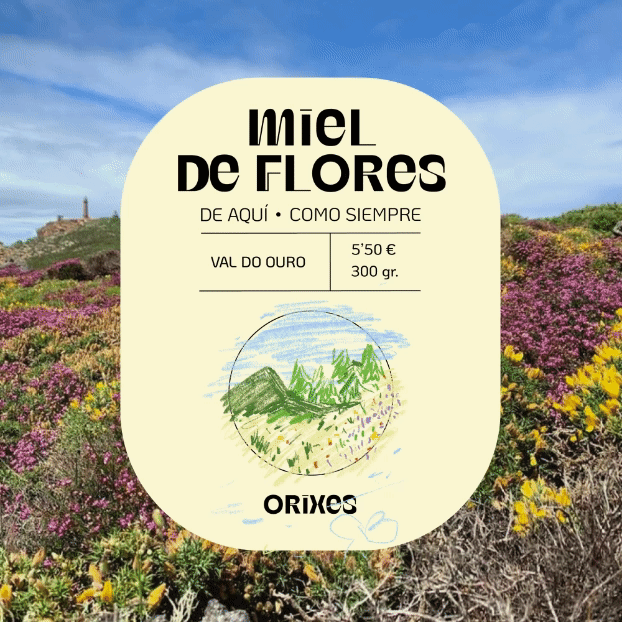 MIEL
DE FLORES
DE AQUÍ • COMO SIEMPRE
VAL DO OURO
5'50 €
300 gr.
ORIXES